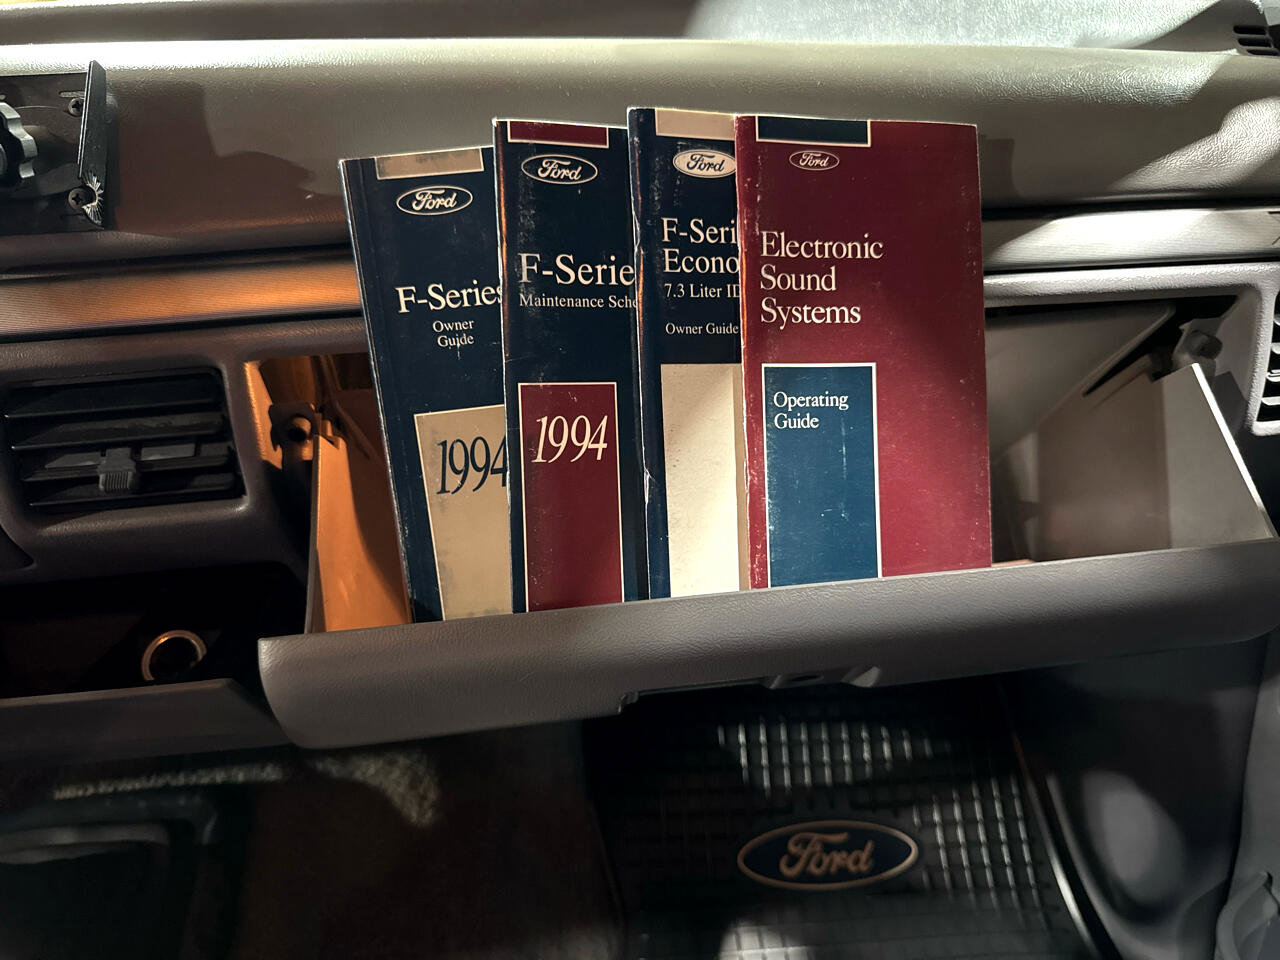 Ford
F-Series
Owner
Guide
1994
Ford
F-Serie
Maintenance Sche
1994
Ford
F-Seri
Econo
7.3 Liter ID
Owner Guide
Ford
Electronic
Sound
Systems
Operating
Guide
Ford